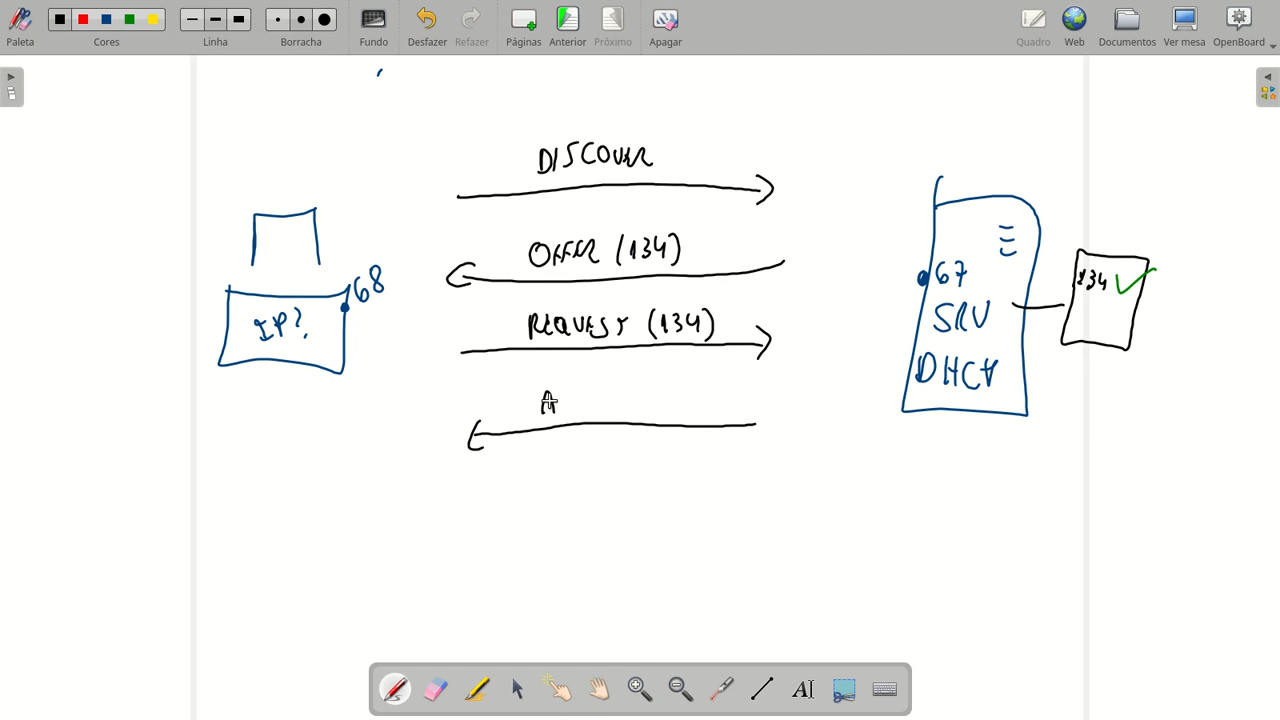 Paleta
Cores
Linha
Borracha
Fundo
Desfazer
Refazer
Páginas
Anterior
Próximo
Apagar
Quadro
Web
Documentos
Ver mesa
OpenBoard
DISCOVER
OFFER (134)
REQUEST (134)
A
IP?
68
67
SRV
DHCP
134
AI